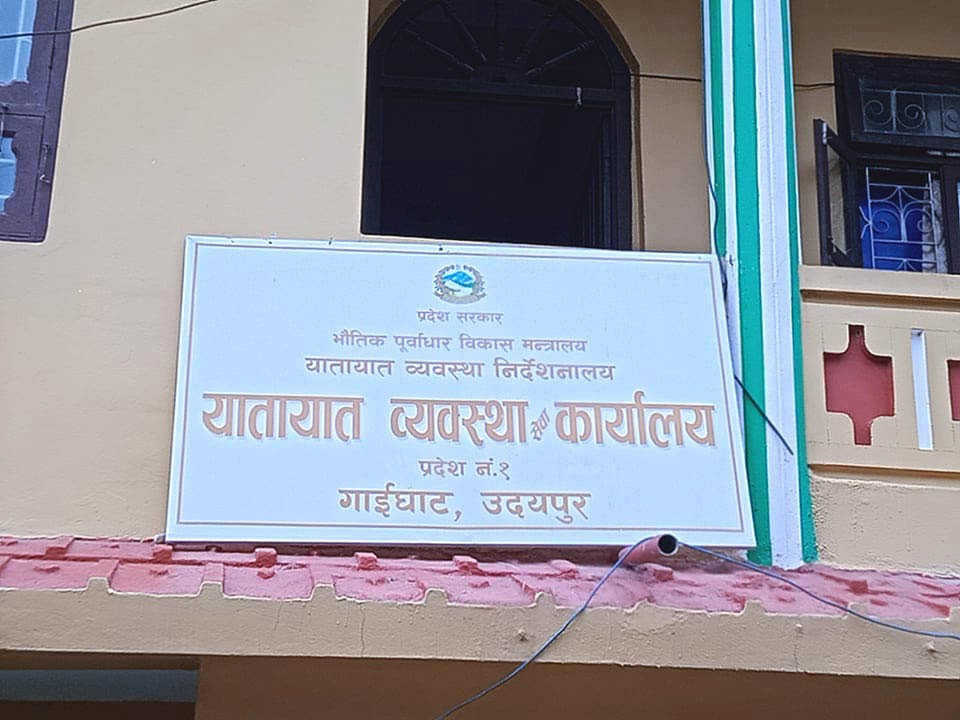 प्रदेश सरकार
भौतिक पूर्वाधार विकास मन्त्रालय
यातायात व्यवस्था निर्देशनालय
यातायात व्यवस्था सेवा कार्यालय
प्रदेश नं.१
गाईघाट, उदयपुर